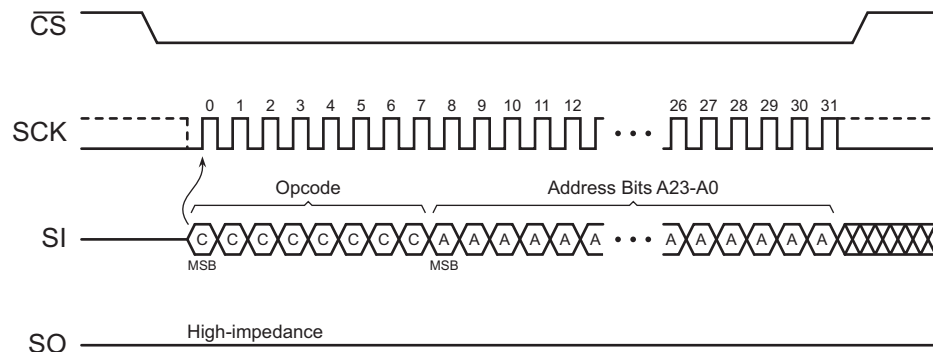 CS
0 1 2 3 4 5 6 7 8 9 10 11 12 26 27 28 29 30 31
SCK
Opcode Address Bits A23-A0
SI C C C C C C C C A A A A A A A A A A A A
MSB MSB
High-impedance
SO